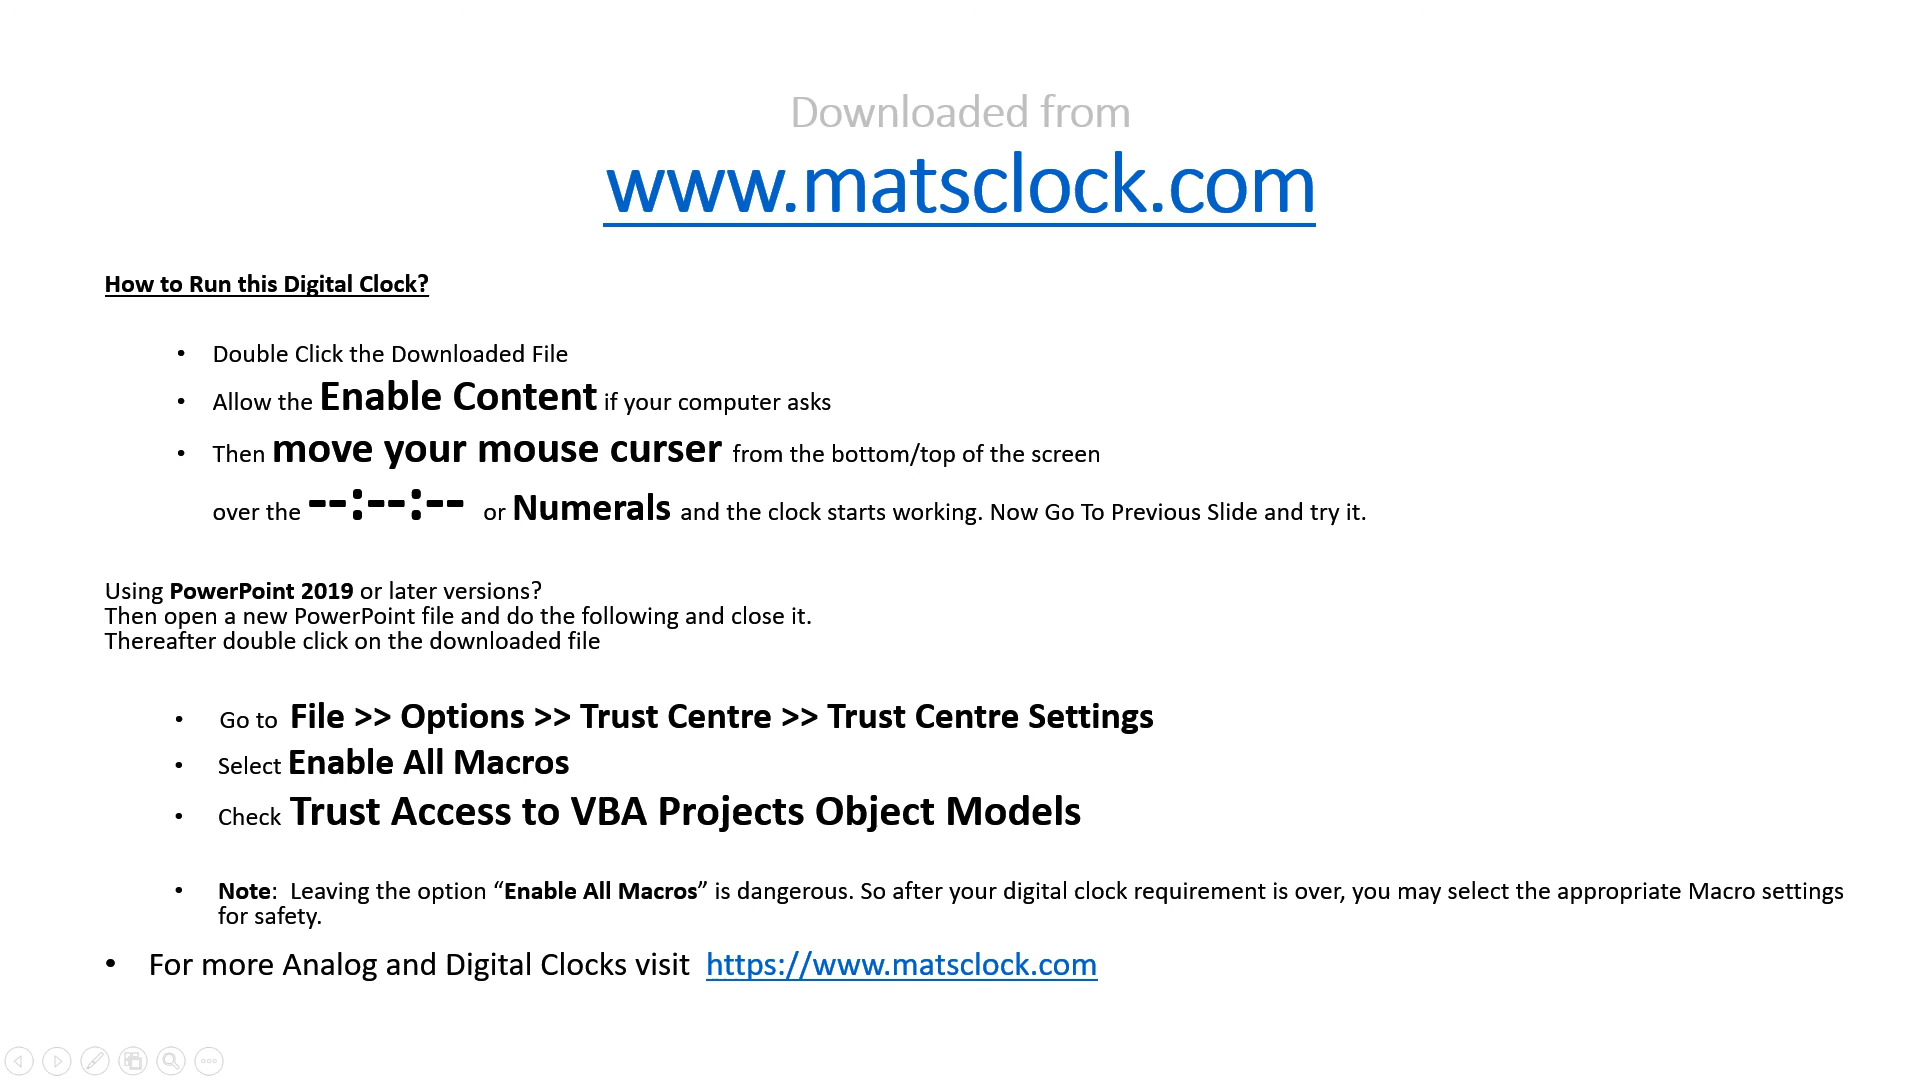 Downloaded from
www.matsclock.com
How to Run this Digital Clock?
• Double Click the Downloaded File
• Allow the Enable Content if your computer asks
• Then move your mouse curser from the bottom/top of the screen
over the --:--:-- or Numerals and the clock starts working. Now Go To Previous Slide and try it.
Using PowerPoint 2019 or later versions?
Then open a new PowerPoint file and do the following and close it.
Thereafter double click on the downloaded file
• Go to File >> Options >> Trust Centre >> Trust Centre Settings
• Select Enable All Macros
• Check Trust Access to VBA Projects Object Models
• Note: Leaving the option “Enable All Macros” is dangerous. So after your digital clock requirement is over, you may select the appropriate Macro settings
for safety.
• For more Analog and Digital Clocks visit https://www.matsclock.com